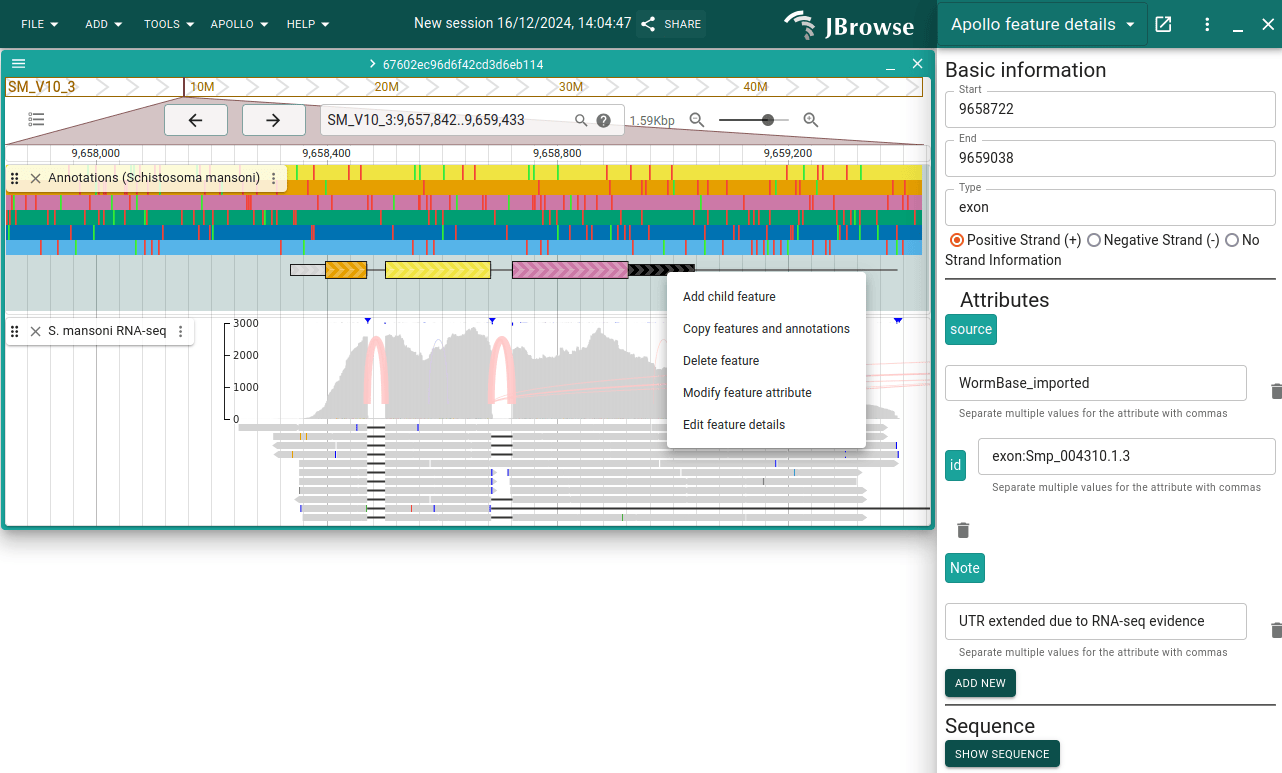 FILE ADD TOOLS APOLLO HELP New session 16/12/2024, 14:04:47 SHARE JBrowse
67602ec96d6f42cd3d6eb114
SM_V10_3 10M 20M 30M 40M
SM_V10_3:9,657,842..9,659,433 1.59Kbp
9,658,000 9,658,400 9,658,800 9,659,200
Annotations (Schistosoma mansoni)
Add child feature
Copy features and annotations
Delete feature
Modify feature attribute
Edit feature details
S. mansoni RNA-seq
3000
2000
1000
0
Apollo feature details
Basic information
Start
9658722
End
9659038
Type
exon
Positive Strand (+) Negative Strand (-) No
Strand Information
Attributes
source
WormBase_imported
Separate multiple values for the attribute with commas
id
exon:Smp_004310.1.3
Separate multiple values for the attribute with commas
Note
UTR extended due to RNA-seq evidence
Separate multiple values for the attribute with commas
ADD NEW
Sequence
SHOW SEQUENCE